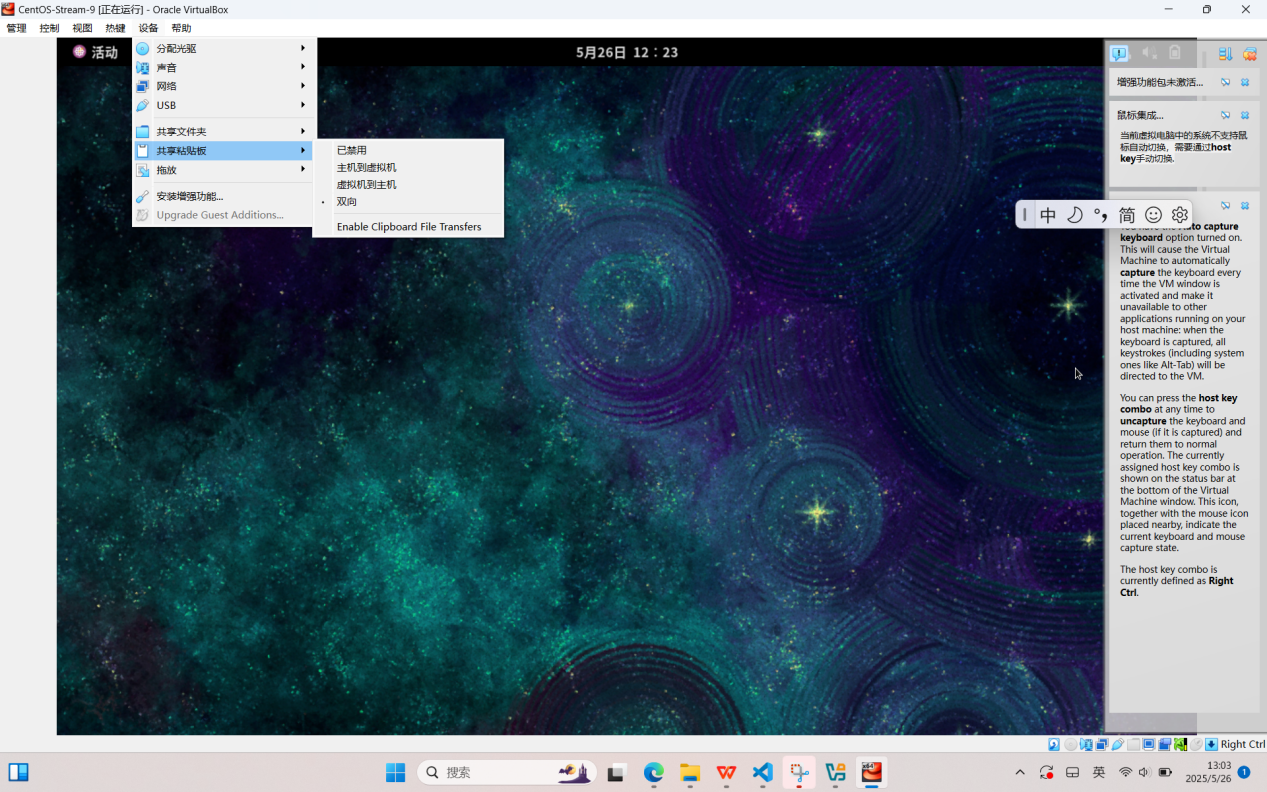 CentOS-Stream-9 [正在运行] - Oracle VirtualBox
管理 控制 视图 热键 设备 帮助
活动
5月26日 12：23
分配光驱
声音
网络
USB
共享文件夹
共享粘贴板
拖放
安装增强功能...
Upgrade Guest Additions...
已禁用
主机到虚拟机
虚拟机到主机
双向
Enable Clipboard File Transfers
增强功能包未激活...
鼠标集成...
当前虚拟电脑中的系统不支持鼠
标自动切换，需要通过host
key手动切换.
中 简
You have the Auto capture
keyboard option turned on.
This will cause the Virtual
Machine to automatically
capture the keyboard every
time the VM window is
activated and make it
unavailable to other
applications running on your
host machine: when the
keyboard is captured, all
keystrokes (including system
ones like Alt-Tab) will be
directed to the VM.
You can press the host key
combo at any time to
uncapture the keyboard and
mouse (if it is captured) and
return them to normal
operation. The currently
assigned host key combo is
shown on the status bar at
the bottom of the Virtual
Machine window. This icon,
together with the mouse icon
placed nearby, indicate the
current keyboard and mouse
capture state.
The host key combo is
currently defined as Right
Ctrl.
Right Ctrl
搜索
英
13:03
2025/5/26
1